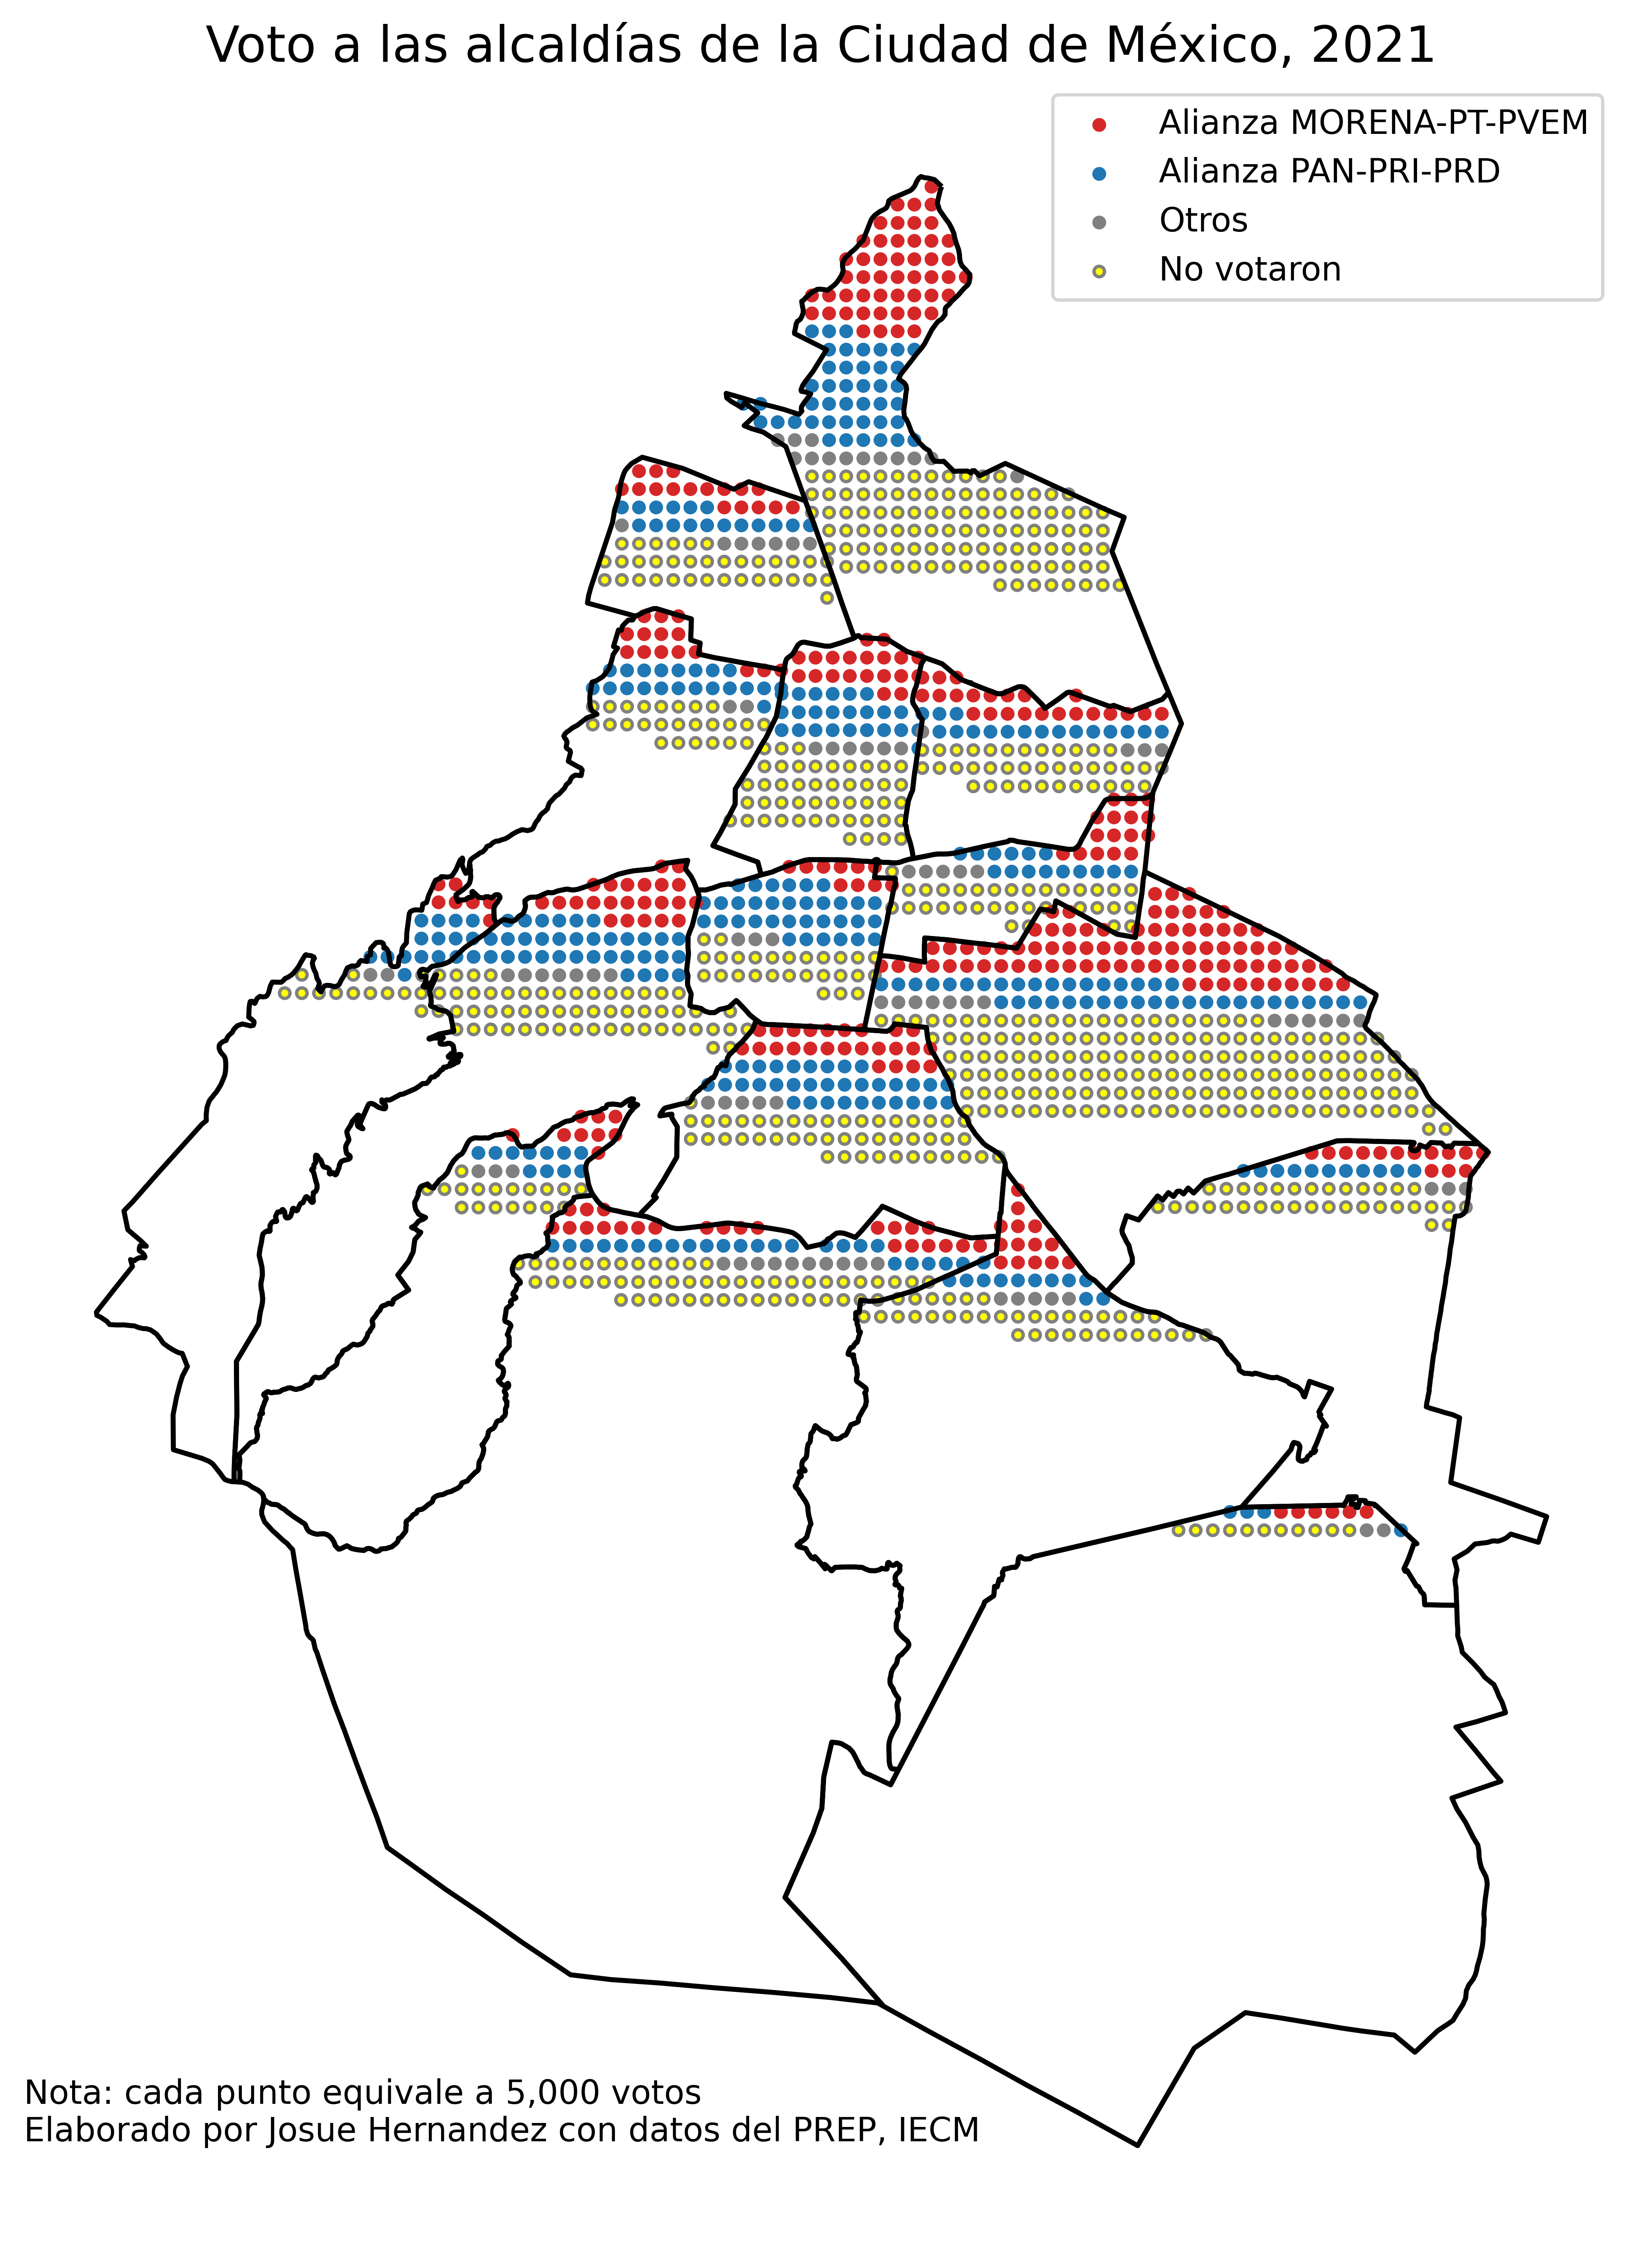 Voto a las alcaldías de la Ciudad de México, 2021
Alianza MORENA-PT-PVEM
Alianza PAN-PRI-PRD
Otros
No votaron
Nota: cada punto equivale a 5,000 votos
Elaborado por Josue Hernandez con datos del PREP, IECM